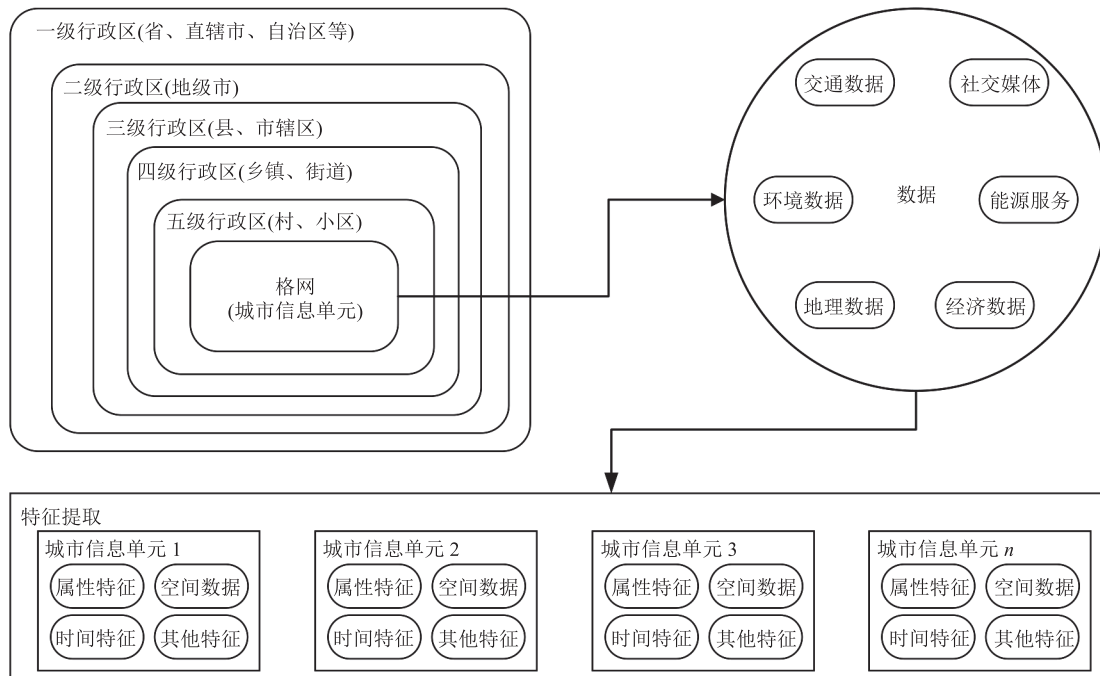 一级行政区(省、直辖市、自治区等)
二级行政区(地级市)
三级行政区(县、市辖区)
四级行政区(乡镇、街道)
五级行政区(村、小区)
格网
(城市信息单元)
交通数据
社交媒体
环境数据
数据
能源服务
地理数据
经济数据
特征提取
城市信息单元 1
属性特征
空间数据
时间特征
其他特征
城市信息单元 2
属性特征
空间数据
时间特征
其他特征
城市信息单元 3
属性特征
空间数据
时间特征
其他特征
城市信息单元 n
属性特征
空间数据
时间特征
其他特征